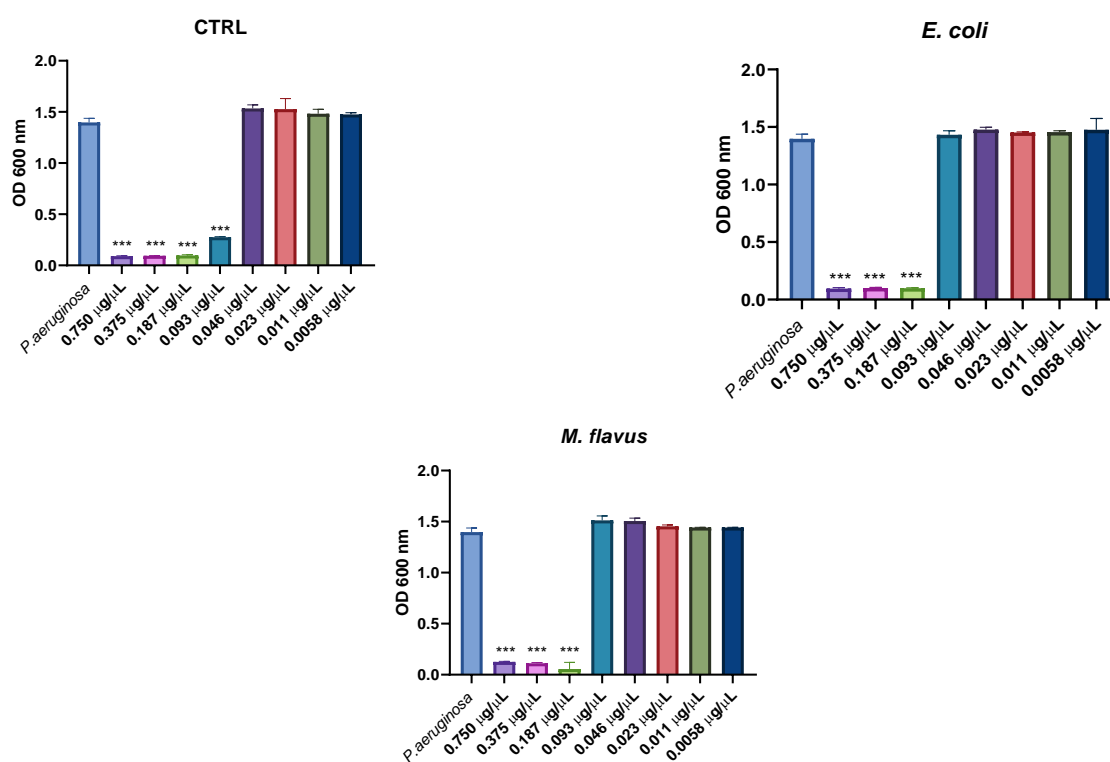 CTRL
2.0
1.5
1.0
0.5
0.0
OD 600 nm
***
***
***
***
P.aeruginosa
0.750 µg/µL
0.375 µg/µL
0.187 µg/µL
0.093 µg/µL
0.046 µg/µL
0.023 µg/µL
0.011 µg/µL
0.0058 µg/µL
E. coli
2.0
1.5
1.0
0.5
0.0
OD 600 nm
***
***
***
P.aeruginosa
0.750 µg/µL
0.375 µg/µL
0.187 µg/µL
0.093 µg/µL
0.046 µg/µL
0.023 µg/µL
0.011 µg/µL
0.0058 µg/µL
M. flavus
2.0
1.5
1.0
0.5
0.0
OD 600 nm
***
***
***
P.aeruginosa
0.750 µg/µL
0.375 µg/µL
0.187 µg/µL
0.093 µg/µL
0.046 µg/µL
0.023 µg/µL
0.011 µg/µL
0.0058 µg/µL